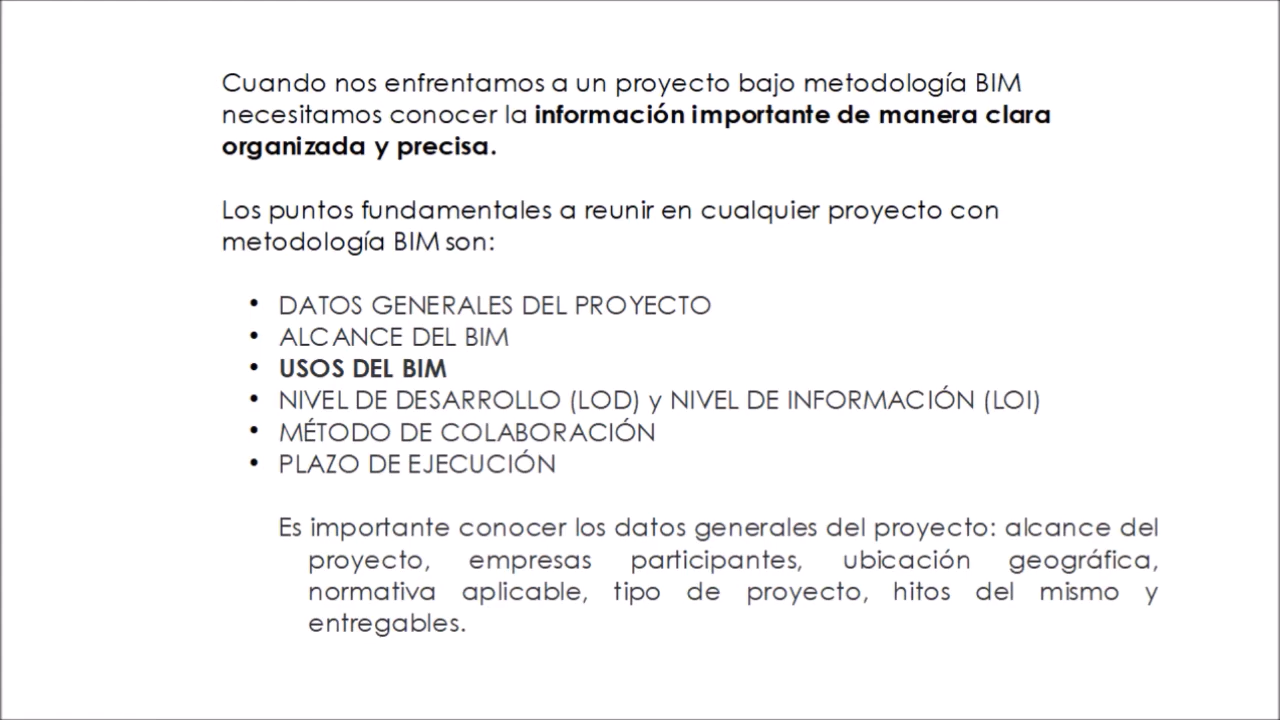 Cuando nos enfrentamos a un proyecto bajo metodología BIM
necesitamos conocer la información importante de manera clara
organizada y precisa.
Los puntos fundamentales a reunir en cualquier proyecto con
metodología BIM son:
• DATOS GENERALES DEL PROYECTO
• ALCANCE DEL BIM
• USOS DEL BIM
• NIVEL DE DESARROLLO (LOD) y NIVEL DE INFORMACIÓN (LOI)
• MÉTODO DE COLABORACIÓN
• PLAZO DE EJECUCIÓN
Es importante conocer los datos generales del proyecto: alcance del
proyecto, empresas participantes, ubicación geográfica,
normativa aplicable, tipo de proyecto, hitos del mismo y
entregables.